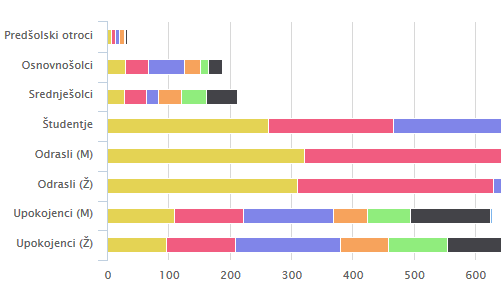 Predšolski otroci
Osnovnošolci
Srednješolci
Študentje
Odrasli (M)
Odrasli (Ž)
Upokojenci (M)
Upokojenci (Ž)
0 100 200 300 400 500 600